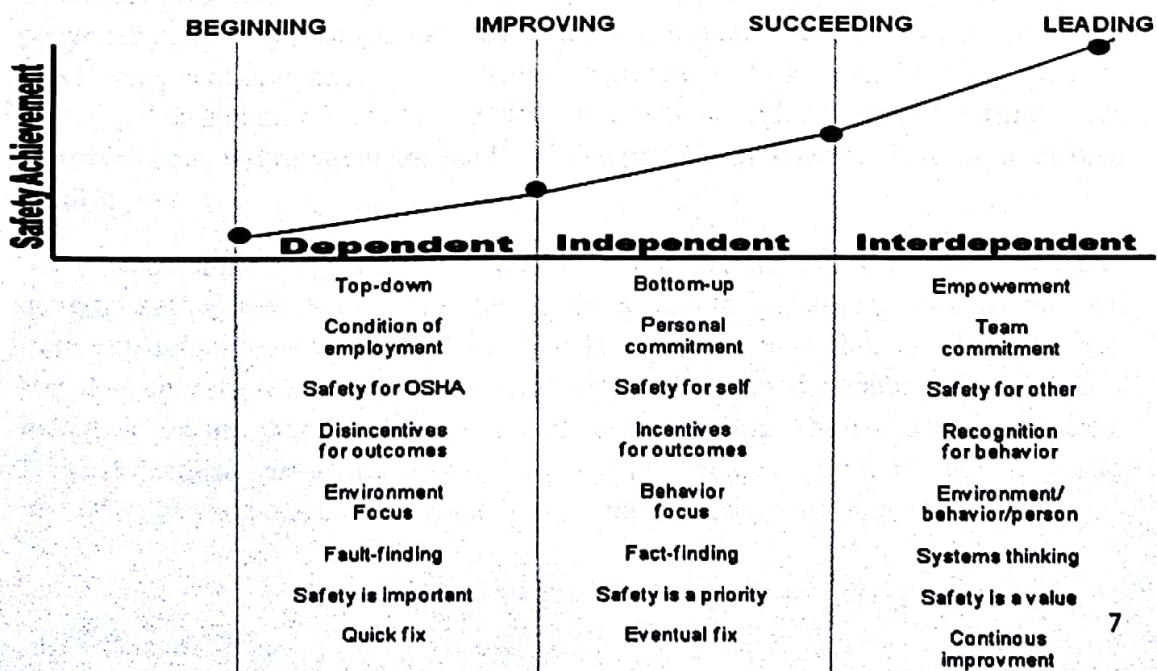 BEGINNING IMPROVING SUCCEEDING LEADING
Safety Achievement
Dependent Independent Interdependent
Top-down Bottom-up Empowerment
Condition of Personal Team
employment commitment commitment
Safety for OSHA Safety for self Safety for other
Disincentives Incentives Recognition
for outcomes for outcomes for behavior
Environment Behavior Environment/
Focus focus behavior/person
Fault-finding Fact-finding Systems thinking
Safety is important Safety is a priority Safety is a value
7
Quick fix Eventual fix Continous
improvment